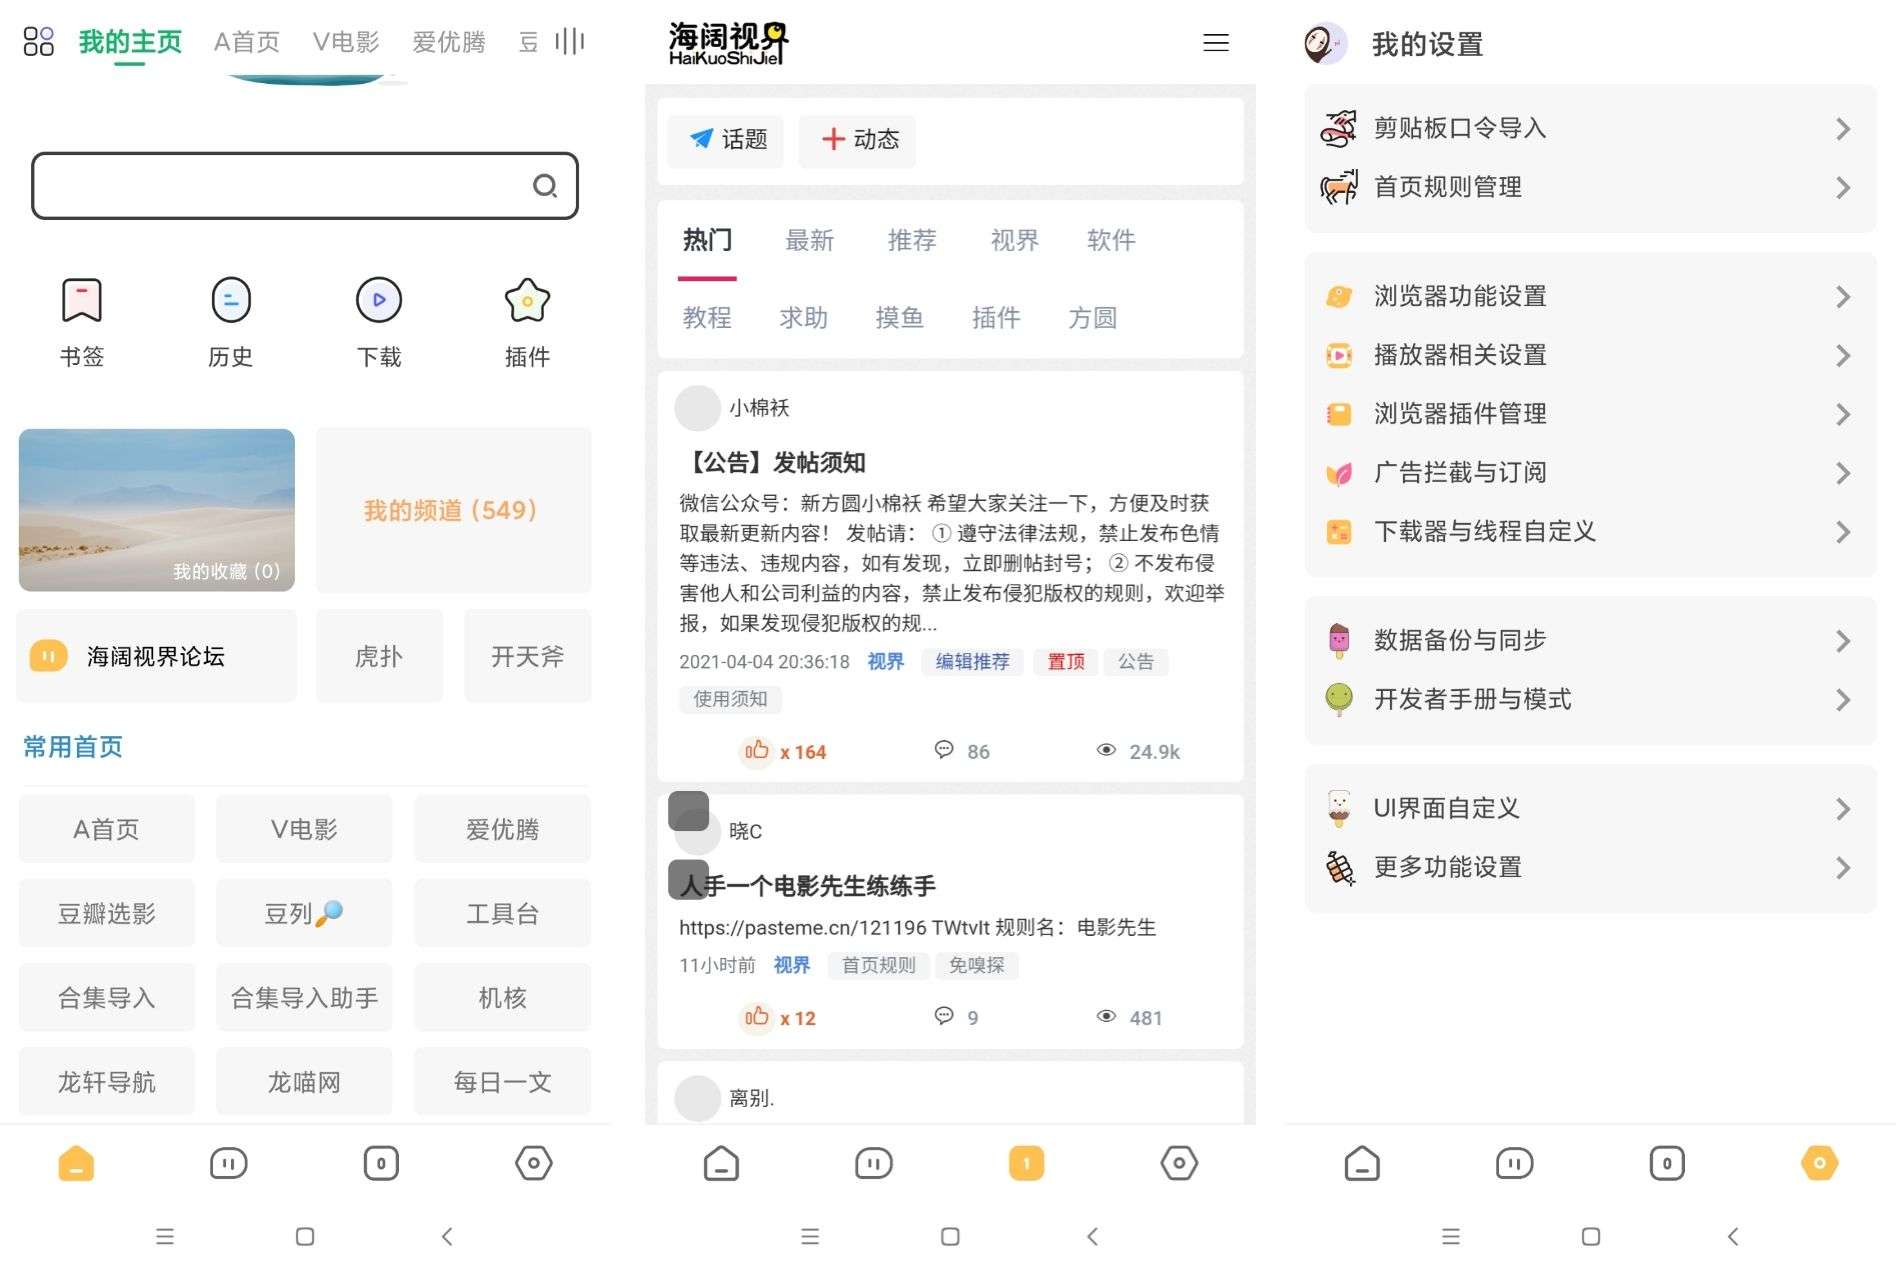 我的主页 A首页 V电影 爱优腾 豆
书签 历史 下载 插件
我的收藏 (0)
我的频道 (549)
海阔视界论坛 虎扑 开天斧
常用首页
A首页 V电影 爱优腾
豆瓣选影 豆列 工具台
合集导入 合集导入助手 机核
龙轩导航 龙喵网 每日一文
0
海阔视界
HaiKuoShiJie
话题 动态
热门 最新 推荐 视界 软件
教程 求助 摸鱼 插件 方圆
小棉袄
【公告】发帖须知
微信公众号：新方圆小棉袄 希望大家关注一下，方便及时获
取最新更新内容！ 发帖请： ① 遵守法律法规，禁止发布色情
等违法、违规内容，如有发现，立即删帖封号； ② 不发布侵
害他人和公司利益的内容，禁止发布侵犯版权的规则，欢迎举
报，如果发现侵犯版权的规...
2021-04-04 20:36:18 视界 编辑推荐 置顶 公告
使用须知
x 164 86 24.9k
晓C
人手一个电影先生练练手
https://pasteme.cn/121196 TWtvIt 规则名：电影先生
11小时前 视界 首页规则 免嗅探
x 12 9 481
离别.
1
我的设置
剪贴板口令导入
首页规则管理
浏览器功能设置
播放器相关设置
浏览器插件管理
广告拦截与订阅
下载器与线程自定义
数据备份与同步
开发者手册与模式
UI界面自定义
更多功能设置
0